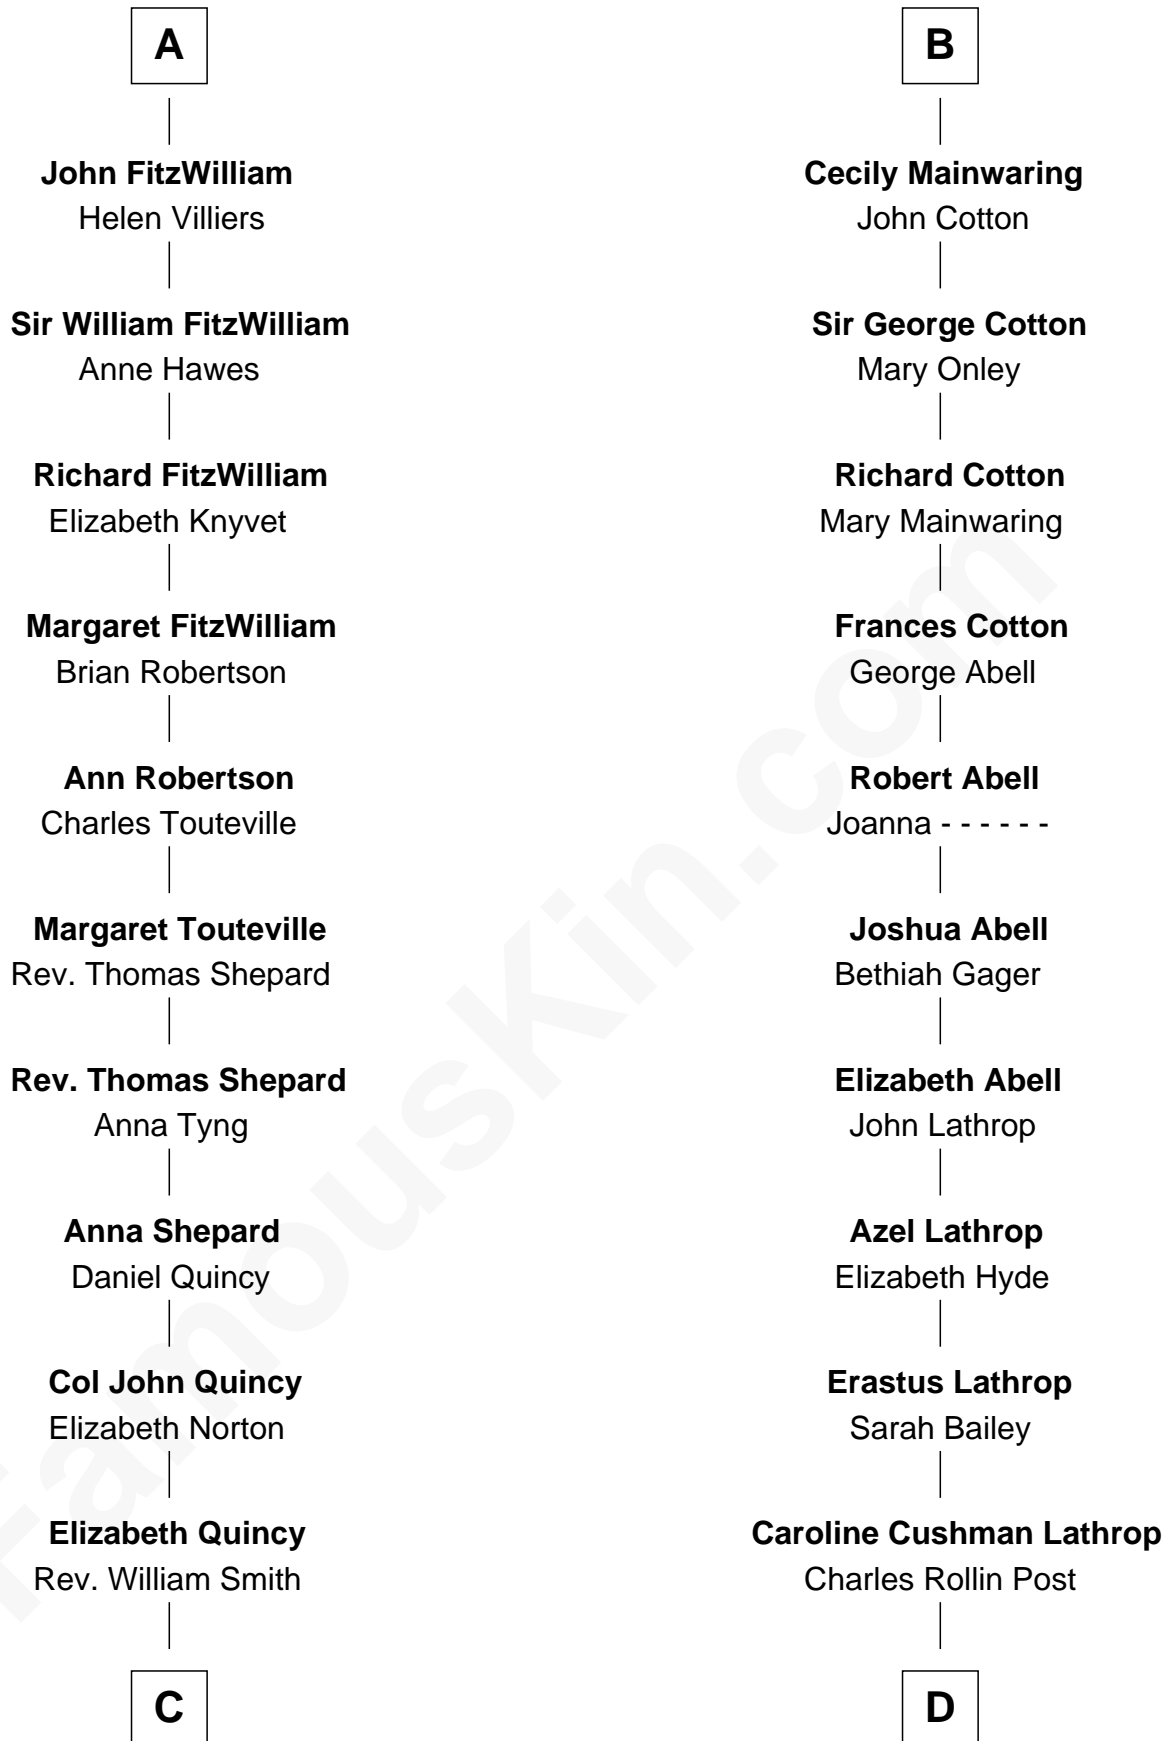 A
John FitzWilliam
Helen Villiers
Sir William FitzWilliam
Anne Hawes
Richard FitzWilliam
Elizabeth Knyvet
Margaret FitzWilliam
Brian Robertson
Ann Robertson
Charles Touteville
Margaret Touteville
Rev. Thomas Shepard
Rev. Thomas Shepard
Anna Tyng
Anna Shepard
Daniel Quincy
Col John Quincy
Elizabeth Norton
Elizabeth Quincy
Rev. William Smith
C
B
Cecily Mainwaring
John Cotton
Sir George Cotton
Mary Onley
Richard Cotton
Mary Mainwaring
Frances Cotton
George Abell
Robert Abell
Joanna - - - - - -
Joshua Abell
Bethiah Gager
Elizabeth Abell
John Lathrop
Azel Lathrop
Elizabeth Hyde
Erastus Lathrop
Sarah Bailey
Caroline Cushman Lathrop
Charles Rollin Post
D
FamousKin.com